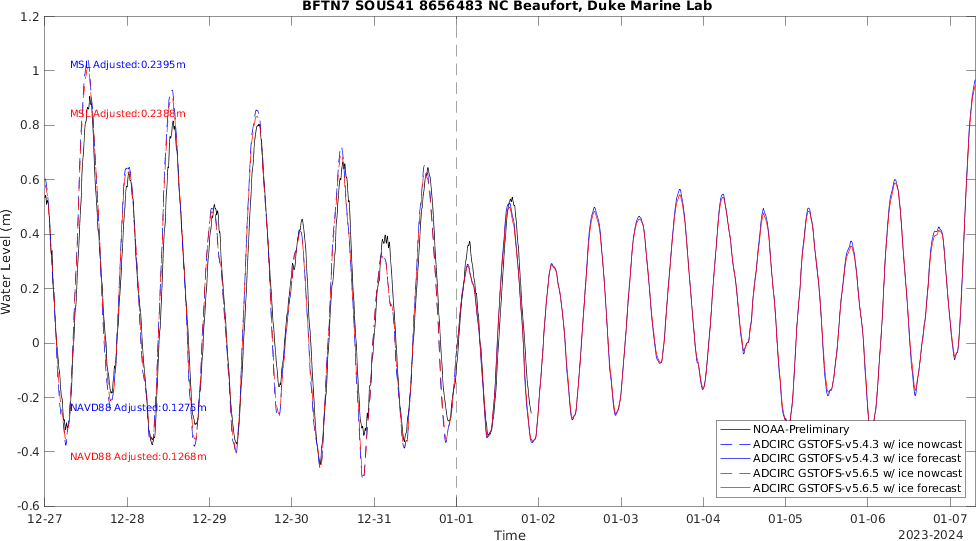 BFTN7 SOUS41 8656483 NC Beaufort, Duke Marine Lab
1.2
1
0.8
0.6
0.4
0.2
0
-0.2
-0.4
-0.6
Water Level (m)
MSL Adjusted:0.2395m
MSL Adjusted:0.2388m
NAVD88 Adjusted:0.1275m
NAVD88 Adjusted:0.1268m
NOAA-Preliminary
ADCIRC GSTOFS-v5.4.3 w/ ice nowcast
ADCIRC GSTOFS-v5.4.3 w/ ice forecast
ADCIRC GSTOFS-v5.6.5 w/ ice nowcast
ADCIRC GSTOFS-v5.6.5 w/ ice forecast
12-27 12-28 12-29 12-30 12-31 01-01 01-02 01-03 01-04 01-05 01-06 01-07
Time
2023-2024